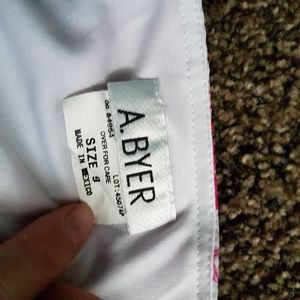 A. BYER
OVER FOR CARE
SIZE 9
MADE IN MEXICO